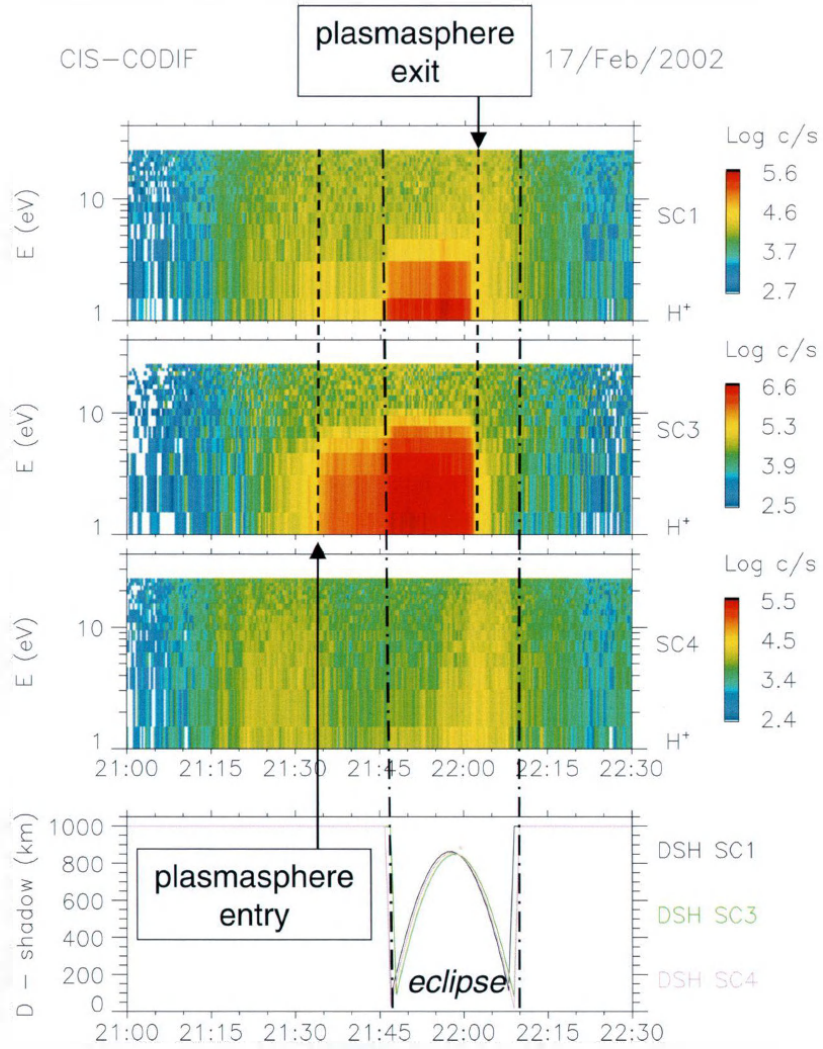 plasmasphere
exit
CIS-CODIF
17/Feb/2002
Log c/s
E (eV)
10
1
5.6
4.6
3.7
2.7
SC1
H+
Log c/s
E (eV)
10
1
6.6
5.3
3.9
2.5
SC3
H+
Log c/s
E (eV)
10
1
5.5
4.5
3.4
2.4
SC4
H+
21:00 21:15 21:30 21:45 22:00 22:15 22:30
D - shadow (km)
1000
800
600
400
200
0
plasmasphere
entry
eclipse
DSH SC1
DSH SC3
DSH SC4
21:00 21:15 21:30 21:45 22:00 22:15 22:30